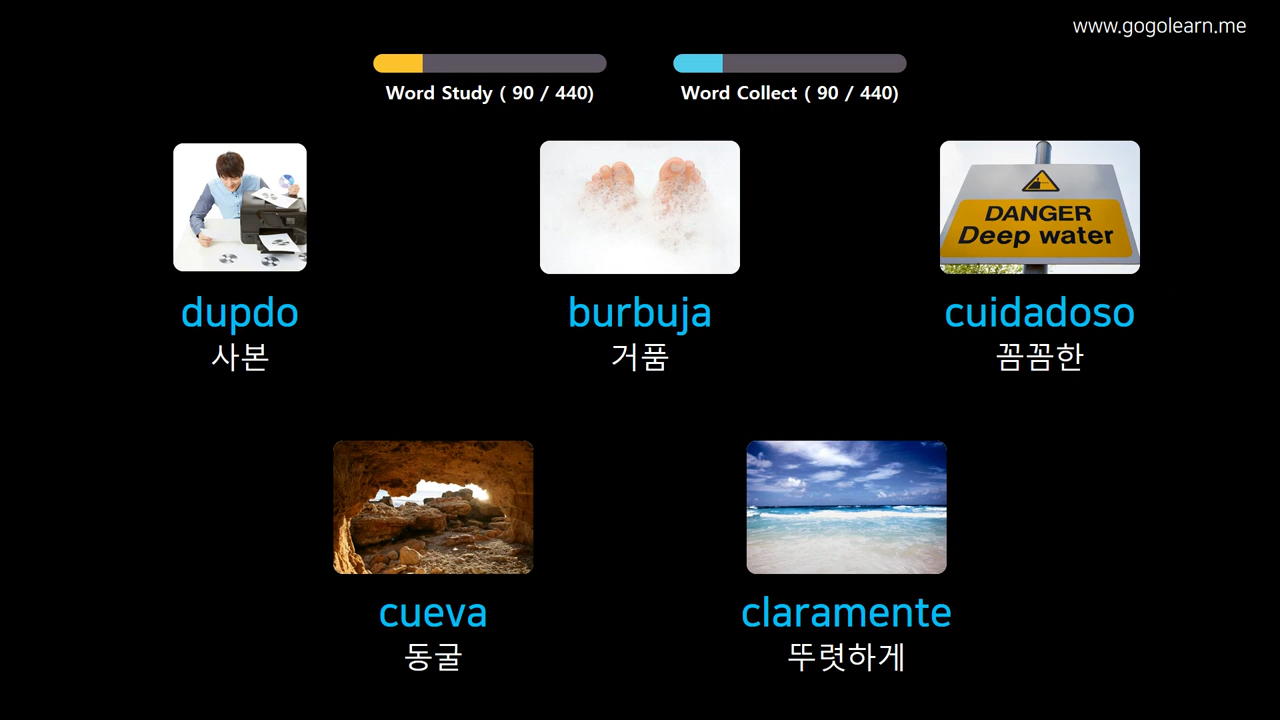 www.gogolearn.me
Word Study ( 90 / 440)
Word Collect ( 90 / 440)
DANGER
Deep water
dupdo
사본
burbuja
거품
cuidadoso
꼼꼼한
cueva
동굴
claramente
뚜렷하게